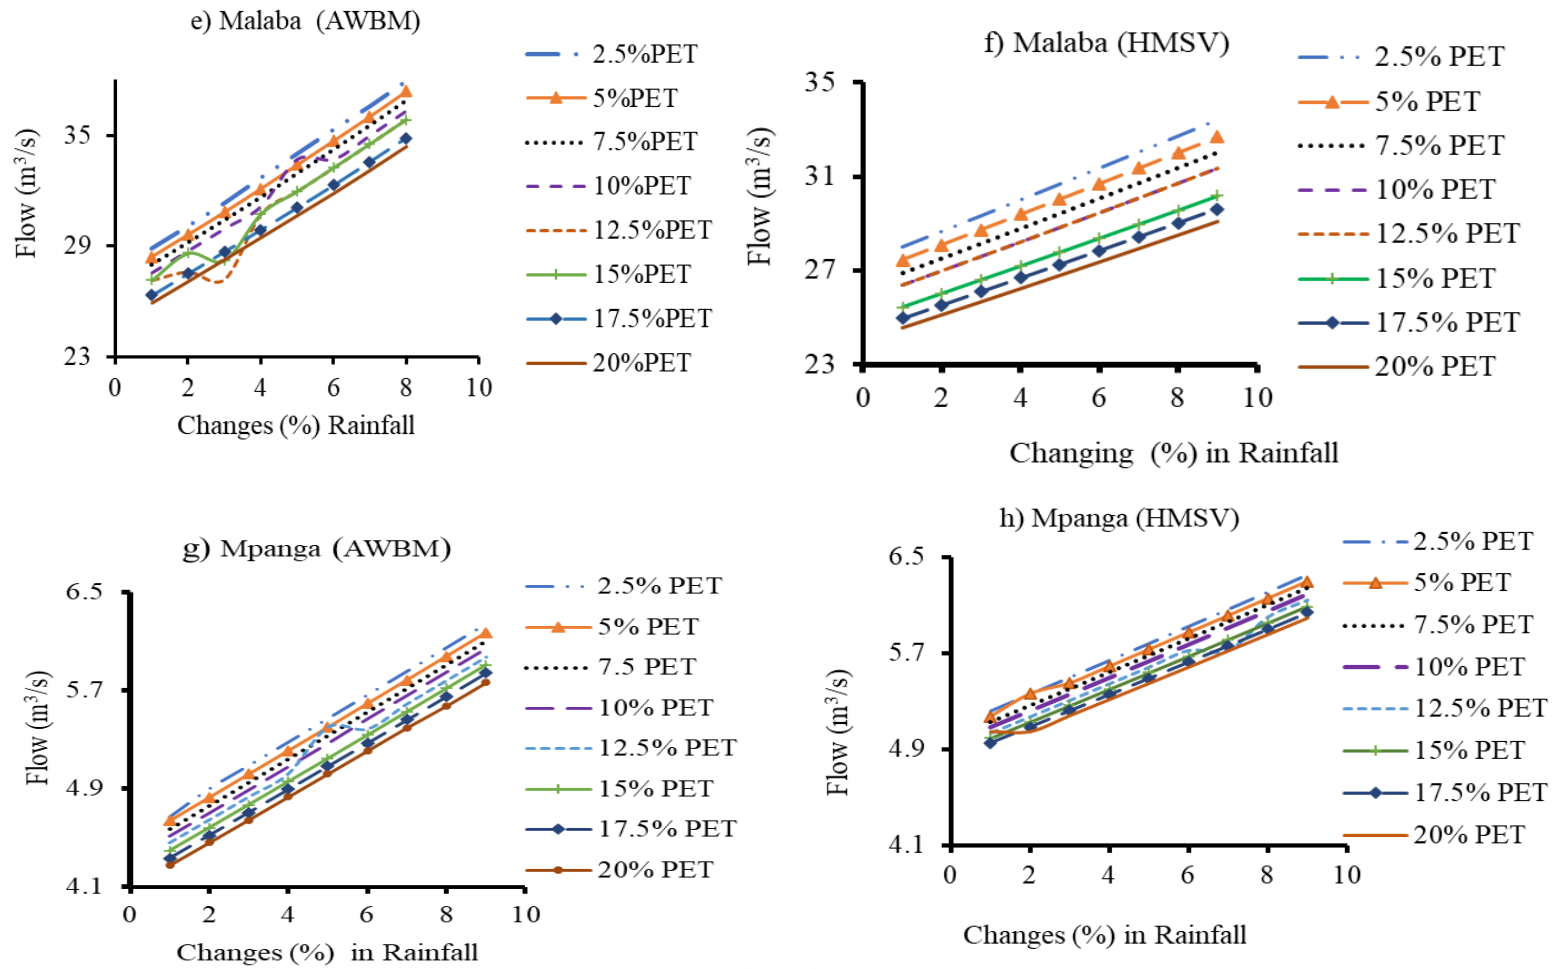 e) Malaba (AWBM)
Flow (m³/s)
35
29
23
0 2 4 6 8 10
Changes (%) Rainfall
2.5%PET
5%PET
7.5%PET
10%PET
12.5%PET
15%PET
17.5%PET
20%PET
f) Malaba (HMSV)
Flow (m³/s)
35
31
27
23
0 2 4 6 8 10
Changing (%) in Rainfall
2.5% PET
5% PET
7.5% PET
10% PET
12.5% PET
15% PET
17.5% PET
20% PET
g) Mpanga (AWBM)
Flow (m³/s)
6.5
5.7
4.9
4.1
0 2 4 6 8 10
Changes (%) in Rainfall
2.5% PET
5% PET
7.5 PET
10% PET
12.5% PET
15% PET
17.5% PET
20% PET
h) Mpanga (HMSV)
Flow (m³/s)
6.5
5.7
4.9
4.1
0 2 4 6 8 10
Changes (%) in Rainfall
2.5% PET
5% PET
7.5% PET
10% PET
12.5% PET
15% PET
17.5% PET
20% PET